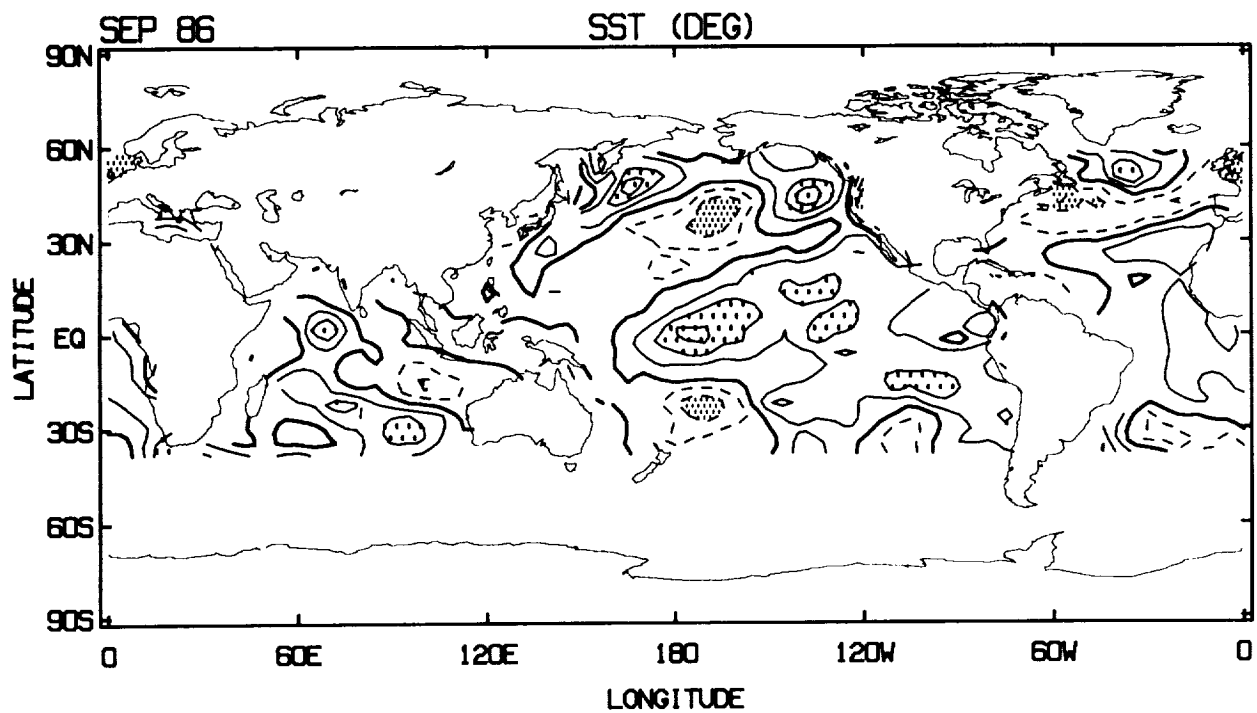 SEP 86
SST (DEG)
90N
60N
30N
EQ
30S
60S
90S
LATITUDE
0
60E
120E
180
120W
60W
0
LONGITUDE